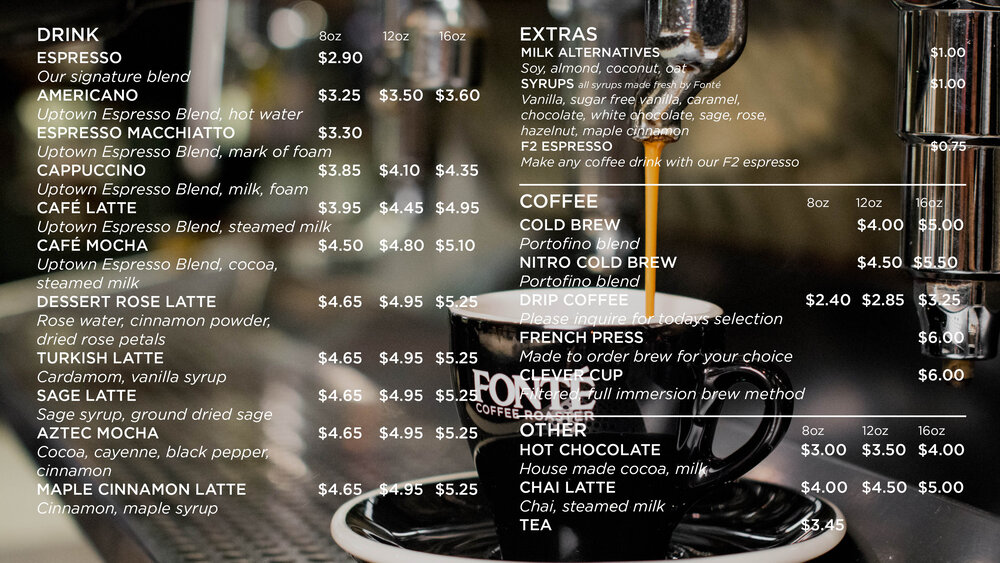 DRINK 8oz 12oz 16oz
ESPRESSO $2.90
Our signature blend
AMERICANO $3.25 $3.50 $3.60
Uptown Espresso Blend, hot water
ESPRESSO MACCHIATTO $3.30
Uptown Espresso Blend, mark of foam
CAPPUCCINO $3.85 $4.10 $4.35
Uptown Espresso Blend, milk, foam
CAFÉ LATTE $3.95 $4.45 $4.95
Uptown Espresso Blend, steamed milk
CAFÉ MOCHA $4.50 $4.80 $5.10
Uptown Espresso Blend, cocoa,
steamed milk
DESSERT ROSE LATTE $4.65 $4.95 $5.25
Rose water, cinnamon powder,
dried rose petals
TURKISH LATTE $4.65 $4.95 $5.25
Cardamom, vanilla syrup
SAGE LATTE $4.65 $4.95 $5.25
Sage syrup, ground dried sage
AZTEC MOCHA $4.65 $4.95 $5.25
Cocoa, cayenne, black pepper,
cinnamon
MAPLE CINNAMON LATTE $4.65 $4.95 $5.25
Cinnamon, maple syrup
EXTRAS
MILK ALTERNATIVES $1.00
Soy, almond, coconut, oat
SYRUPS all syrups made fresh by Fonté $1.00
Vanilla, sugar free vanilla, caramel,
chocolate, white chocolate, sage, rose,
hazelnut, maple cinnamon
F2 ESPRESSO $0.75
Make any coffee drink with our F2 espresso
COFFEE 8oz 12oz 16oz
COLD BREW $4.00 $5.00
Portofino blend
NITRO COLD BREW $4.50 $5.50
Portofino blend
DRIP COFFEE $2.40 $2.85 $3.25
Please inquire for todays selection
FRENCH PRESS $6.00
Made to order brew for your choice
CLEVER CUP $6.00
Filtered, full immersion brew method
OTHER 8oz 12oz 16oz
HOT CHOCOLATE $3.00 $3.50 $4.00
House made cocoa, milk
CHAI LATTE $4.00 $4.50 $5.00
Chai, steamed milk
TEA $3.45
FONTÉ
COFFEE ROASTER